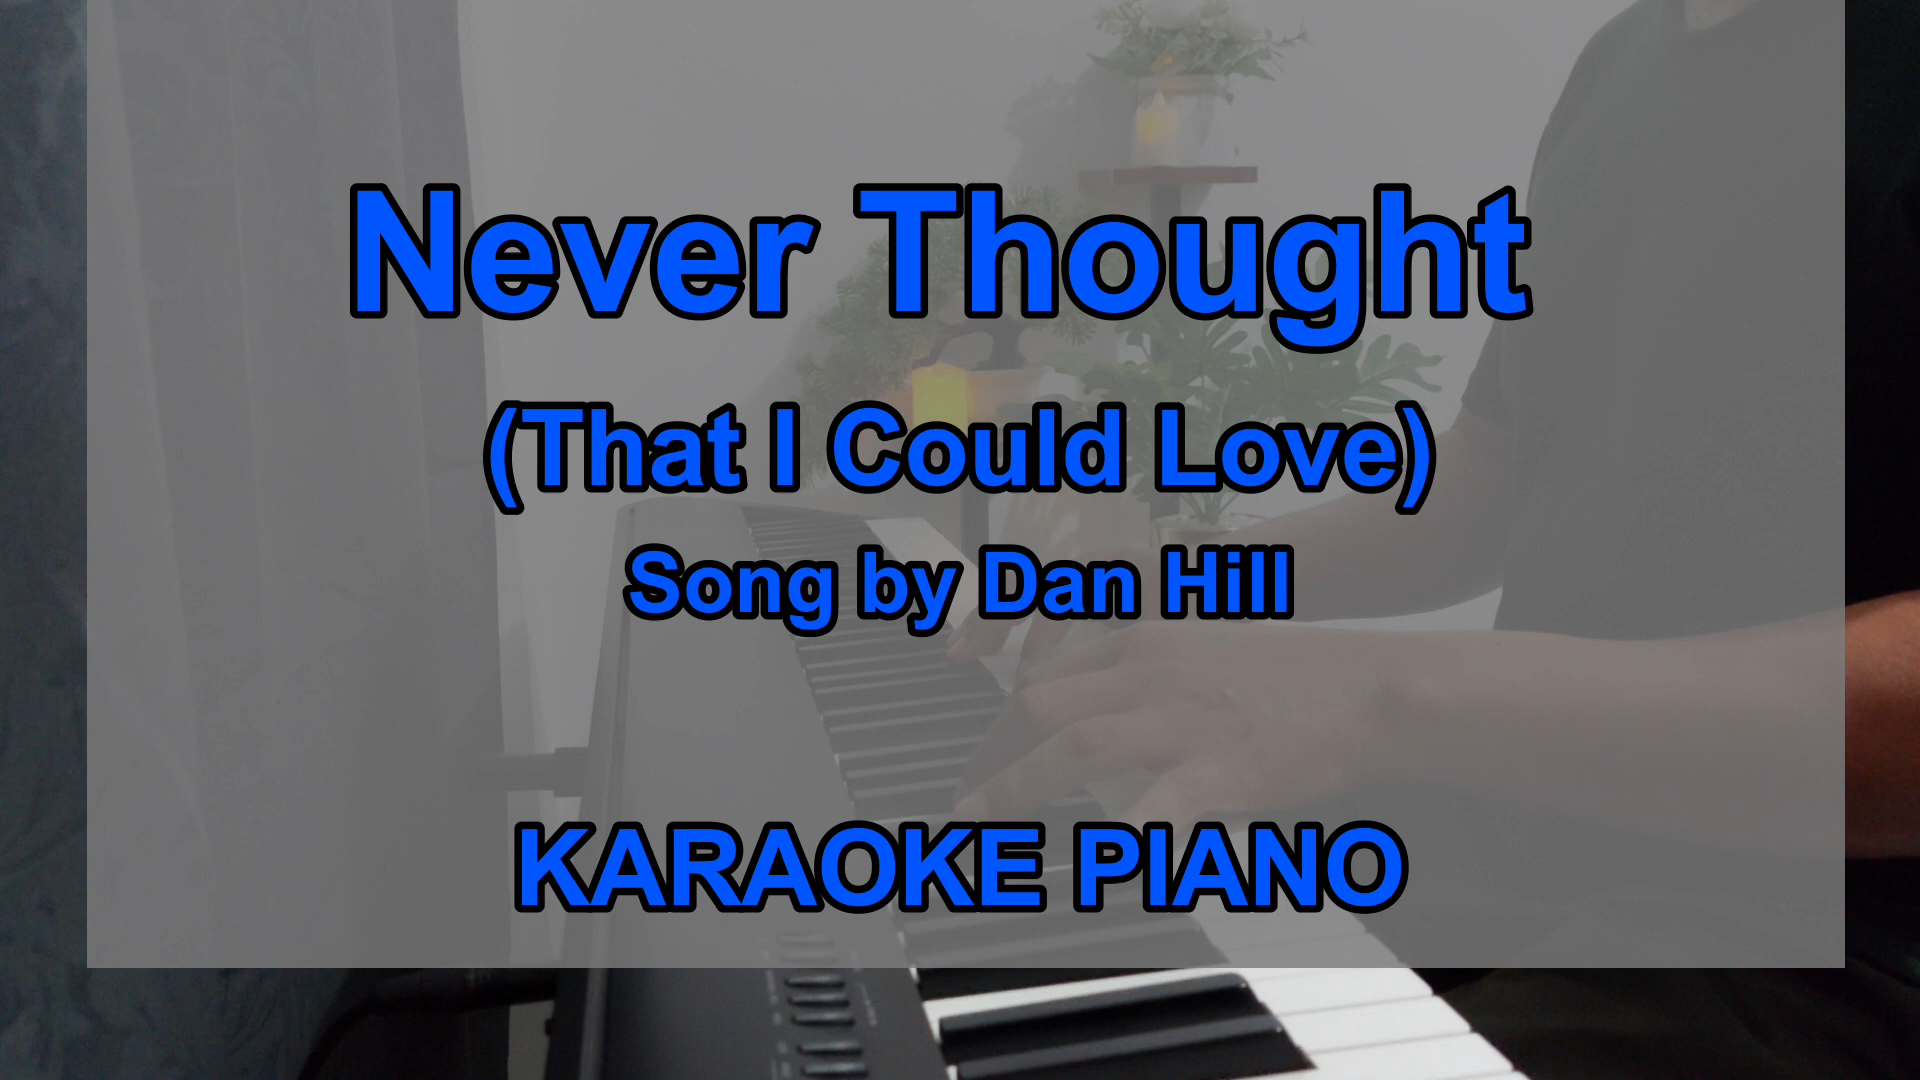 Never Thought
(That I Could Love)
Song by Dan Hill
KARAOKE PIANO